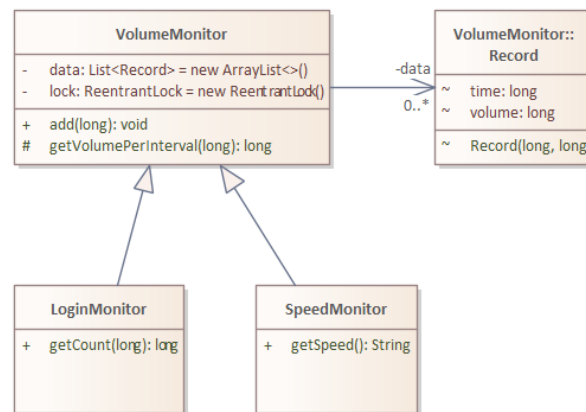 VolumeMonitor
- data: List<Record> = new ArrayList<>()
- lock: ReentrantLock = new ReentrantLock()
+ add(long): void
# getVolumePerInterval(long): long
-data
0..*
VolumeMonitor::
Record
~ time: long
~ volume: long
~ Record(long, long
LoginMonitor
+ getCount(long): long
SpeedMonitor
+ getSpeed(): String